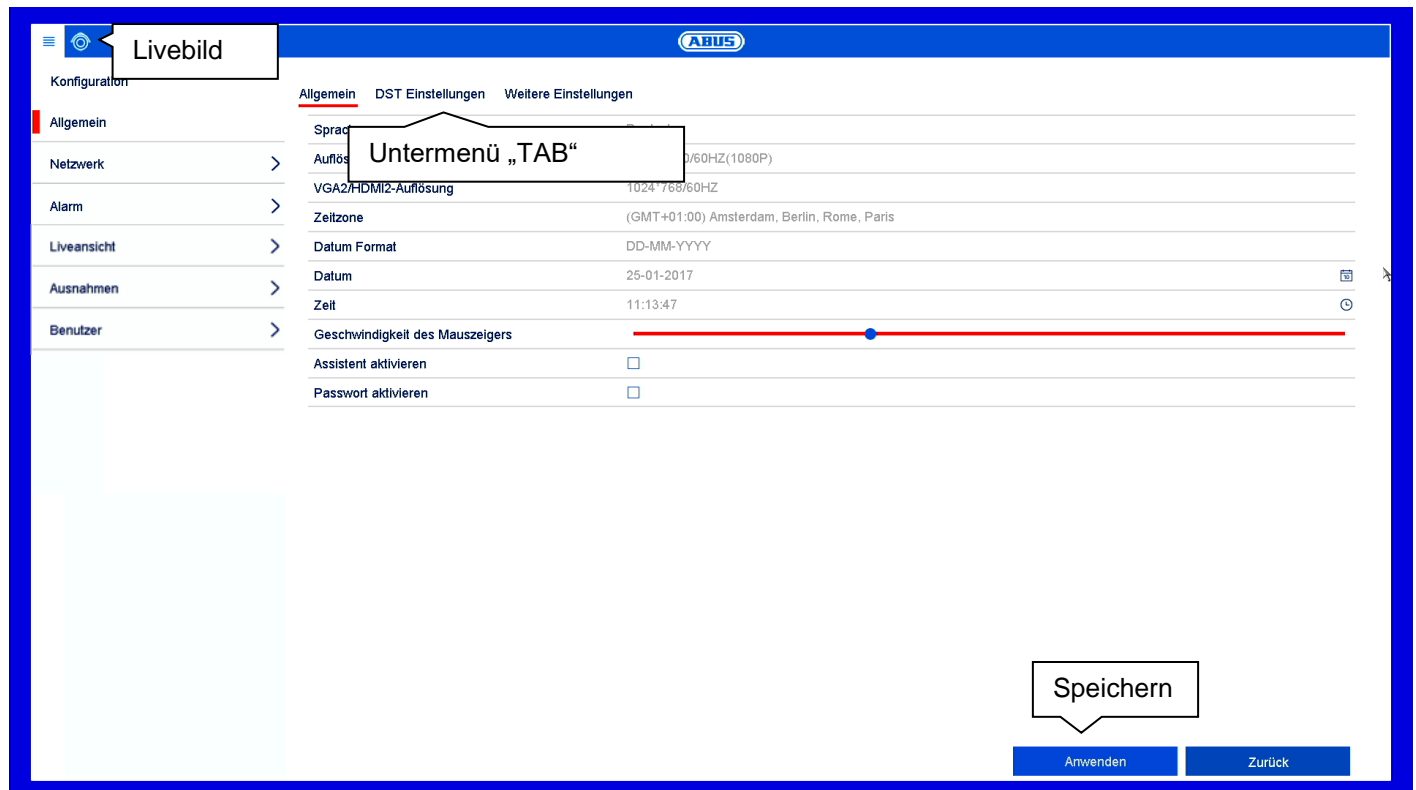 Livebild
ABUS
Konfiguration
Allgemein DST Einstellungen Weitere Einstellungen
Allgemein
Netzwerk
Alarm
Liveansicht
Ausnahmen
Benutzer
Untermenü „TAB“
/60HZ(1080P)
VGA2/HDMI2-Auflösung 1024*768/60HZ
Zeitzone (GMT+01:00) Amsterdam, Berlin, Rome, Paris
Datum Format DD-MM-YYYY
Datum 25-01-2017
Zeit 11:13:47
Geschwindigkeit des Mauszeigers
Assistent aktivieren
Passwort aktivieren
Speichern
Anwenden Zurück